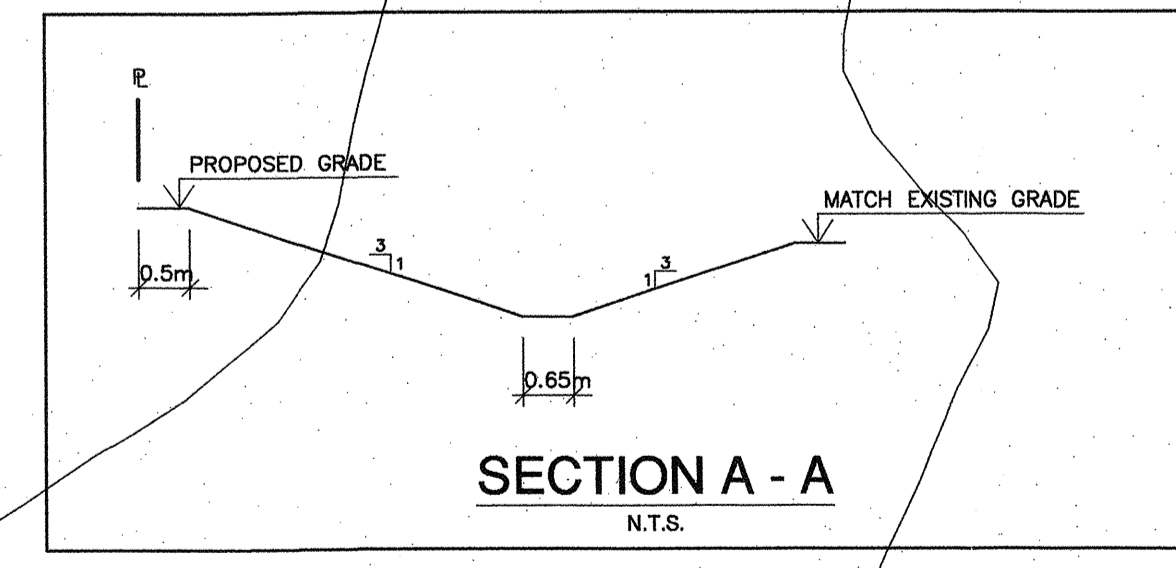 PL
PROPOSED GRADE
MATCH EXISTING GRADE
3
1
3
1
0.5m
0.65m
SECTION A - A
N.T.S.